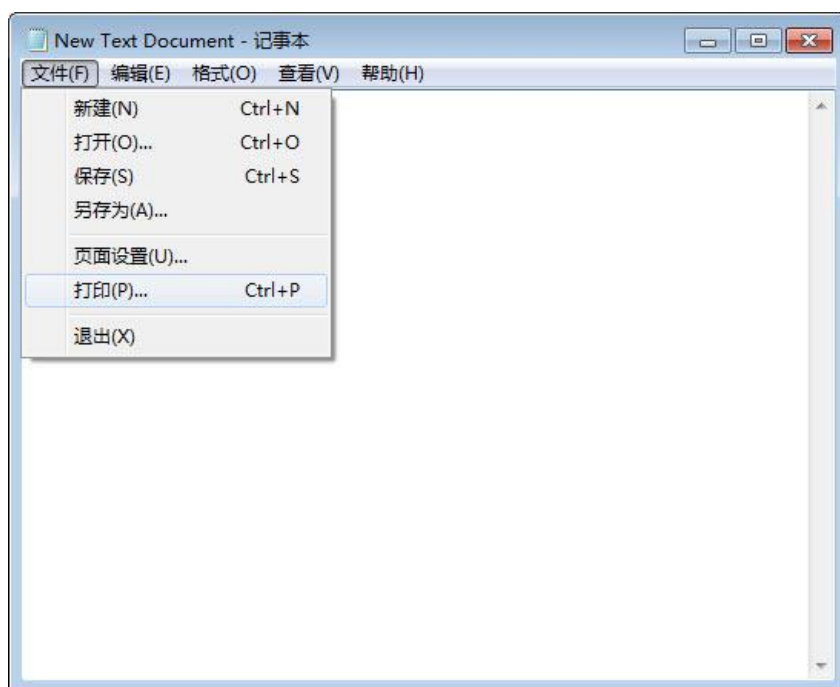 New Text Document - 记事本
文件(F) 编辑(E) 格式(O) 查看(V) 帮助(H)
新建(N) Ctrl+N
打开(O)... Ctrl+O
保存(S) Ctrl+S
另存为(A)...
页面设置(U)...
打印(P)... Ctrl+P
退出(X)